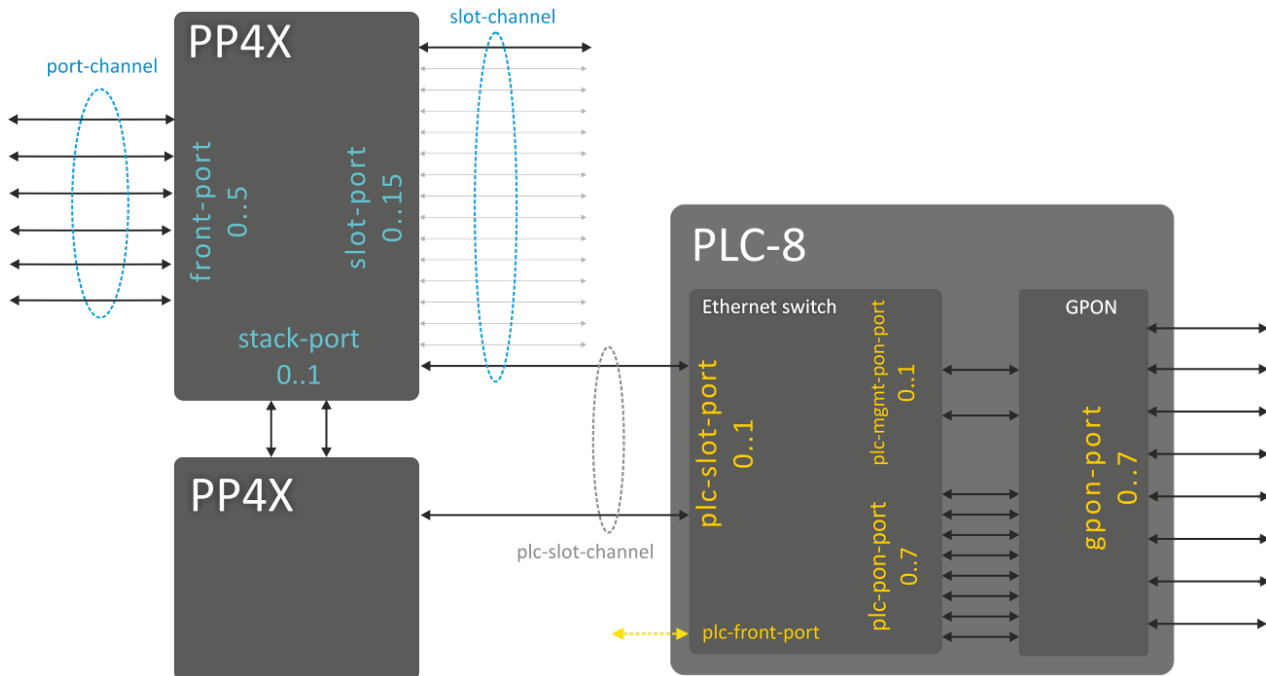 slot-channel
PP4X
port-channel
front-port
0..5
slot-port
0..15
stack-port
0..1
PP4X
plc-slot-channel
PLC-8
Ethernet switch
GPON
plc-slot-port
0..1
plc-mgmt-pon-port
0..1
plc-pon-port
0..7
gpon-port
0..7
plc-front-port